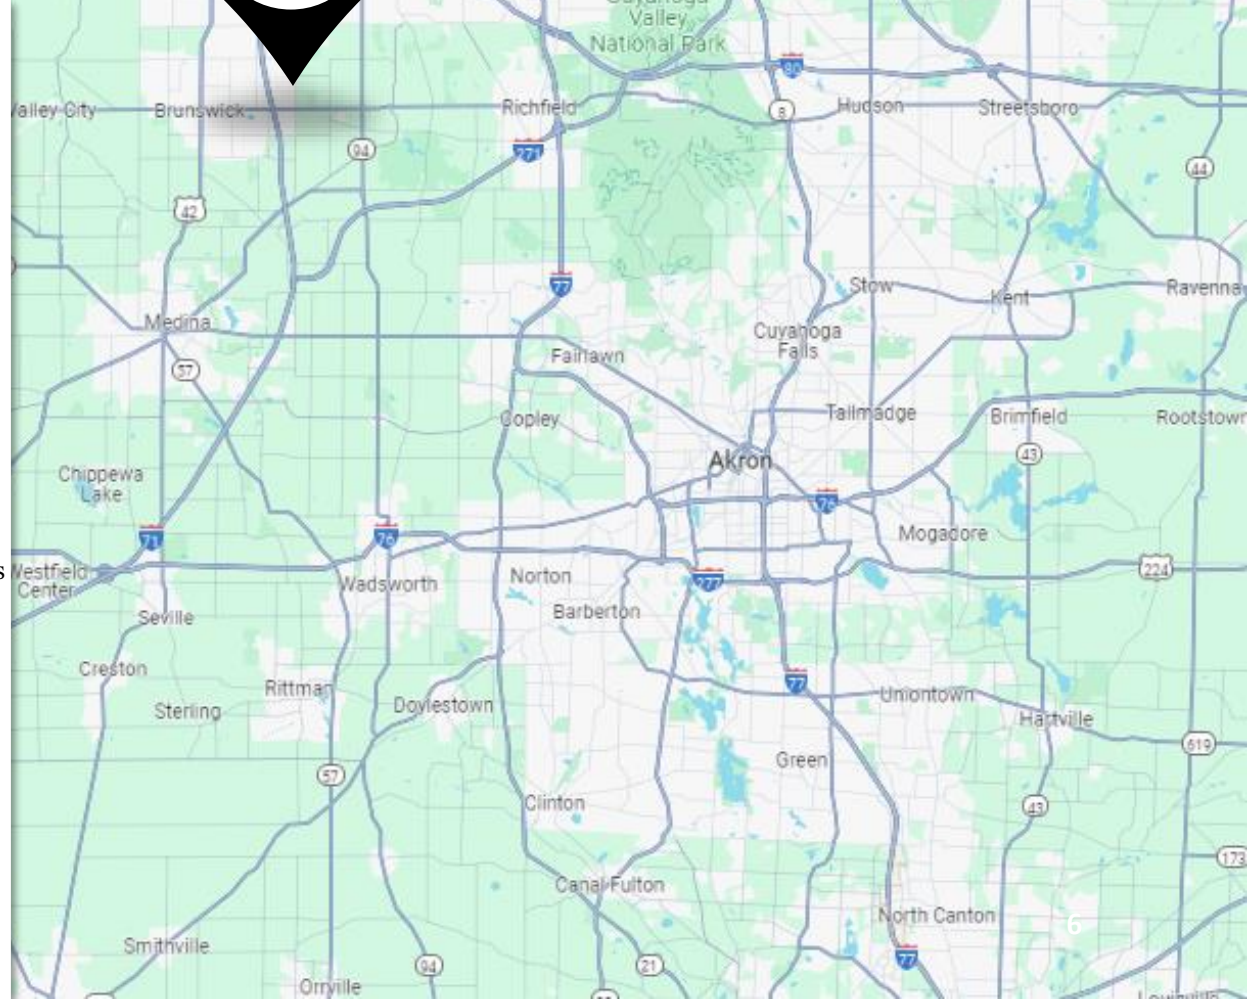 Valley
National Park
80
Valley City
Brunswick
Richfield
8
Hudson
Streetsboro
94
271
44
42
77
Stow
Kent
Ravenna
Medina
Cuyahoga
Falls
Fairlawn
57
Copley
Tallmadge
Brimfield
Rootstown
Akron
43
Chippewa
Lake
76
71
76
Mogadore
s
Westfield
Center
Wadsworth
Norton
277
224
Barberton
Seville
Creston
Rittman
77
Uniontown
Sterling
Doylestown
Hartville
619
Green
57
Clinton
43
173
Canal Fulton
North Canton
6
Smithville
94
21
77
Orrville